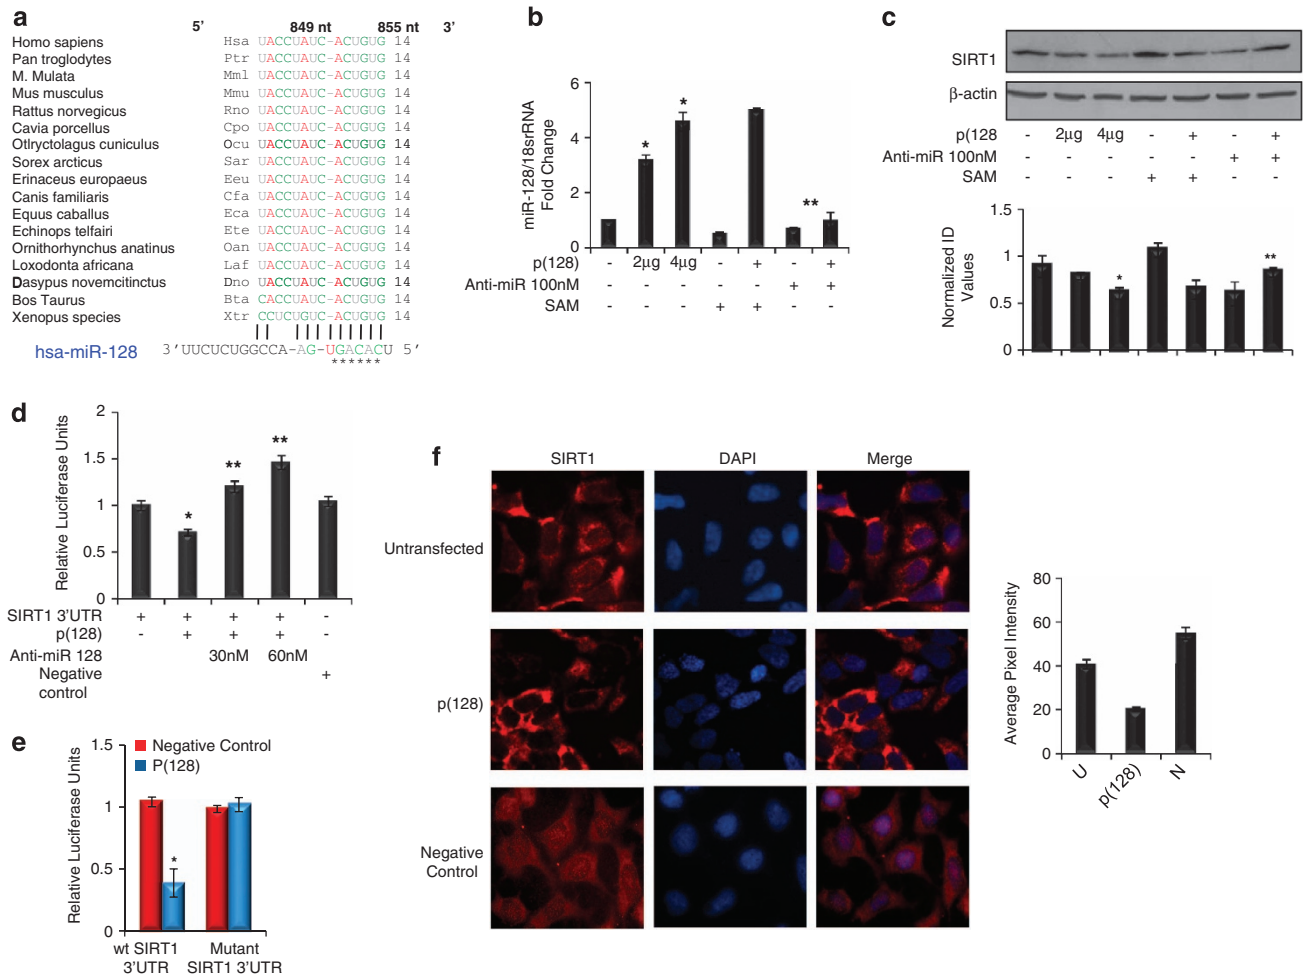 a
5’ 849 nt 855 nt 3’
Homo sapiens Hsa UACCUAUC-ACUGUG 14
Pan troglodytes Ptr UACCUAUC-ACUGUG 14
M. Mulata Mml UACCUAUC-ACUGUG 14
Mus musculus Mmu UACCUAUC-ACUGUG 14
Rattus norvegicus Rno UACCUAUC-ACUGUG 14
Cavia porcellus Cpo UACCUAUC-ACUGUG 14
Otlryctolagus cuniculus Ocu UACCUAUC-ACUGUG 14
Sorex arcticus Sar UACCUAUC-ACUGUG 14
Erinaceus europaeus Eeu UACCUAUC-ACUGUG 14
Canis familiaris Cfa UACCUAUC-ACUGUG 14
Equus caballus Eca UACCUAUC-ACUGUG 14
Echinops telfairi Ete UACCUAUC-ACUGUG 14
Ornithorhynchus anatinus Oan UACCUAUC-ACUGUG 14
Loxodonta africana Laf UACCUAUC-ACUGUG 14
Dasypus novemcitinctus Dno UACCUAUC-ACUGUG 14
Bos Taurus Bta CACCUAUC-ACUGUG 14
Xenopus species Xtr CCUCUGUC-ACUGUG 14
hsa-miR-128 3’UUCUCUGGCCA-AG-UGACACU 5’
******
b
miR-128/18srRNA
Fold Change
6
4
2
0
*
*
**
p(128) - 2μg 4μg - + - +
Anti-miR 100nM - - - - - + +
SAM - - - + + - -
c
SIRT1
β-actin
p(128 - 2μg 4μg - + - +
Anti-miR 100nM - - - - - + +
SAM - - - + + - -
Normalized ID
Values
1.5
1
0.5
0
*
**
d
Relative Luciferase Units
2
1.5
1
0.5
0
*
**
**
SIRT1 3’UTR + + + + -
p(128) - + + + -
Anti-miR 128 30nM 60nM
Negative
control +
e
Relative Luciferase Units
1.5
1
0.5
0
Negative Control
P(128)
*
wt SIRT1
3’UTR
Mutant
SIRT1 3’UTR
f
SIRT1 DAPI Merge
Untransfected
p(128)
Negative
Control
Average Pixel Intensity
80
60
40
20
0
U p(128) N